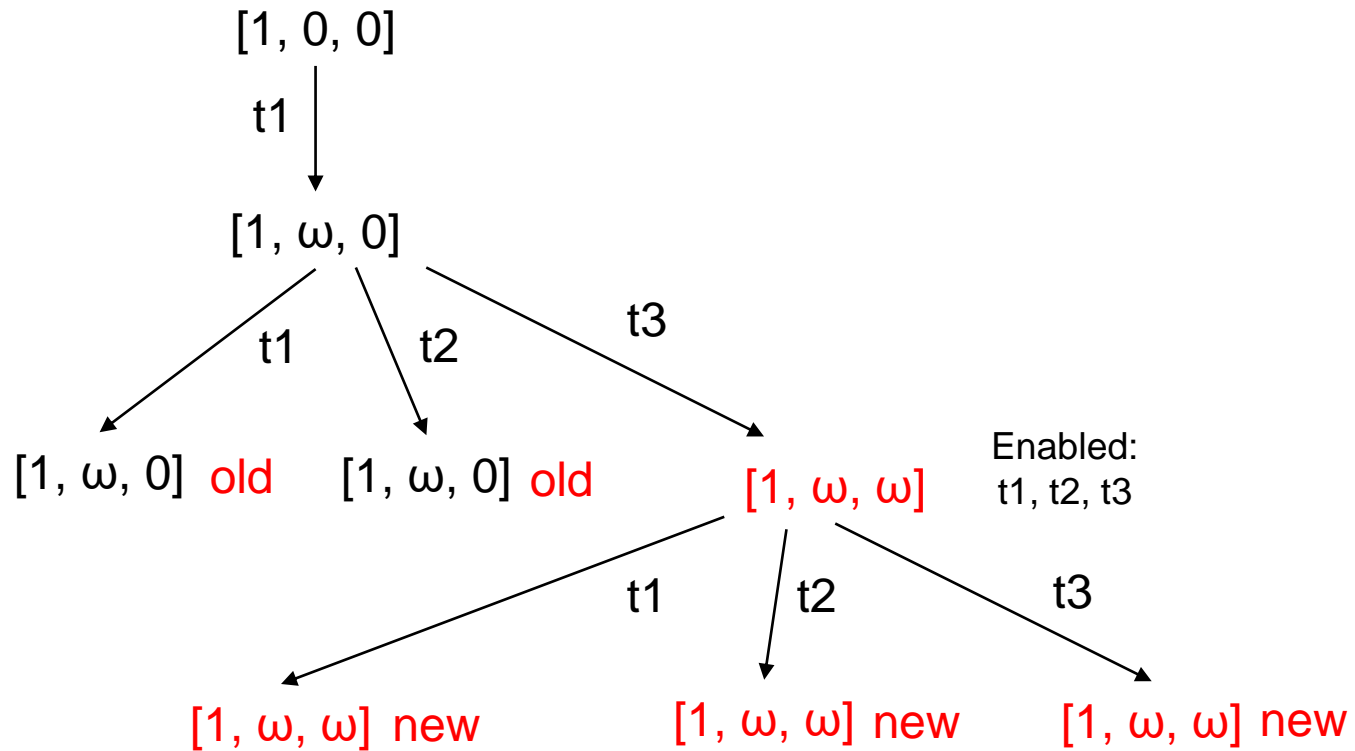 [1, 0, 0]
t1
[1, ω, 0]
t1
t2
t3
[1, ω, 0] old
[1, ω, 0] old
[1, ω, ω]
Enabled:
t1, t2, t3
t1
t2
t3
[1, ω, ω] new
[1, ω, ω] new
[1, ω, ω] new